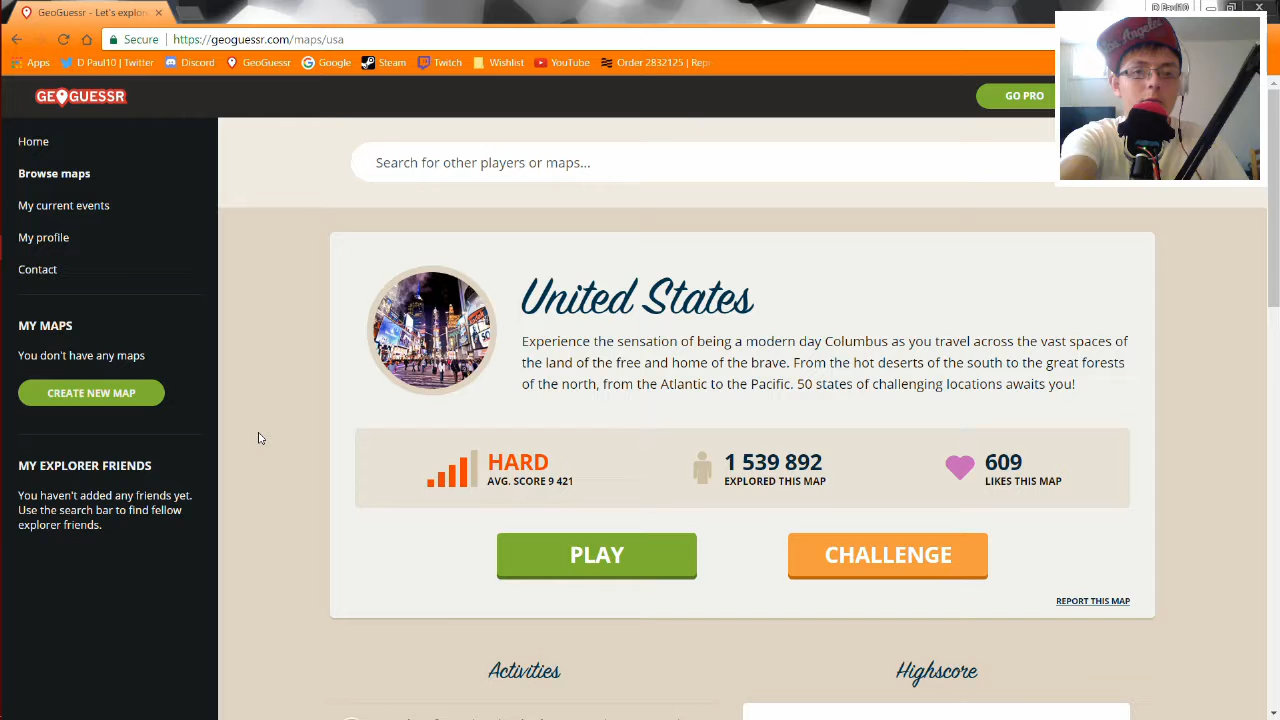 GeoGuessr - Let's explor
D Paul10
Secure
https://geoguessr.com/maps/usa
Apps
D Paul10 | Twitter
Discord
GeoGuessr
Google
Steam
Twitch
Wishlist
YouTube
Order 2832125 | Repr
GEOGUESSR
GO PRO
Los Angeles
Home
Browse maps
My current events
My profile
Contact
MY MAPS
You don't have any maps
CREATE NEW MAP
MY EXPLORER FRIENDS
You haven't added any friends yet.
Use the search bar to find fellow
explorer friends.
Search for other players or maps...
United States
Experience the sensation of being a modern day Columbus as you travel across the vast spaces of
the land of the free and home of the brave. From the hot deserts of the south to the great forests
of the north, from the Atlantic to the Pacific. 50 states of challenging locations awaits you!
HARD
AVG. SCORE 9 421
1 539 892
EXPLORED THIS MAP
609
LIKES THIS MAP
PLAY
CHALLENGE
REPORT THIS MAP
Activities
Highscore